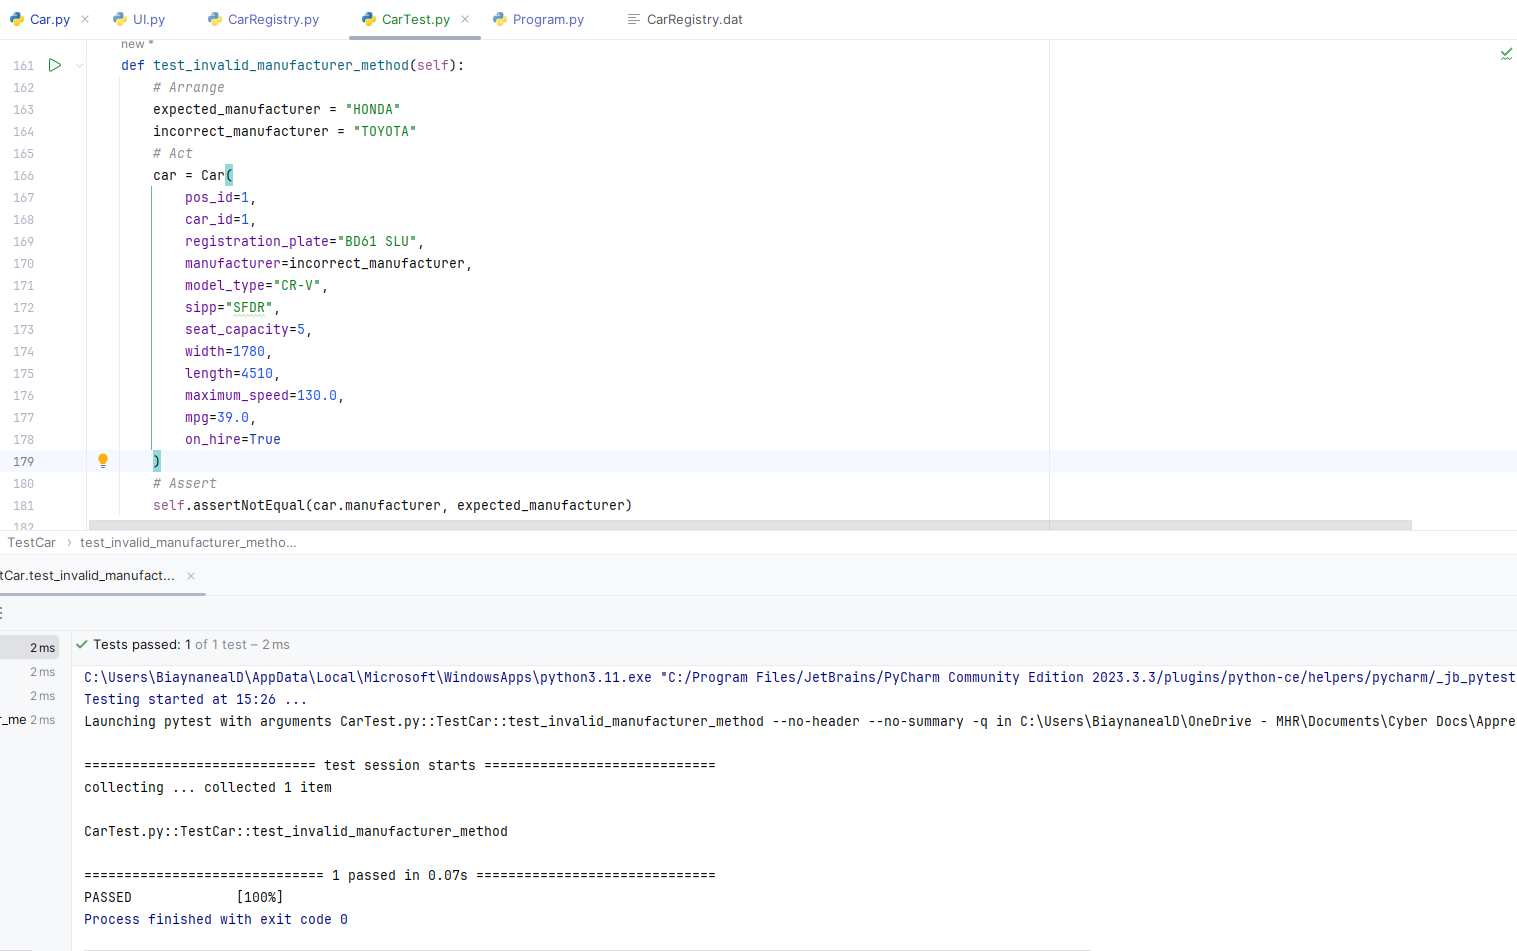 Car.py × UI.py CarRegistry.py CarTest.py × Program.py CarRegistry.dat
new *
161 def test_invalid_manufacturer_method(self):
162 # Arrange
163 expected_manufacturer = "HONDA"
164 incorrect_manufacturer = "TOYOTA"
165 # Act
166 car = Car(
167 pos_id=1,
168 car_id=1,
169 registration_plate="BD61 SLU",
170 manufacturer=incorrect_manufacturer,
171 model_type="CR-V",
172 sipp="SFDR",
173 seat_capacity=5,
174 width=1780,
175 length=4510,
176 maximum_speed=130.0,
177 mpg=39.0,
178 on_hire=True
179 )
180 # Assert
181 self.assertNotEqual(car.manufacturer, expected_manufacturer)
182
TestCar › test_invalid_manufacturer_metho...
tCar.test_invalid_manufact... ×
2 ms ✓ Tests passed: 1 of 1 test – 2 ms
2 ms C:\Users\BiaynanealD\AppData\Local\Microsoft\WindowsApps\python3.11.exe "C:/Program Files/JetBrains/PyCharm Community Edition 2023.3.3/plugins/python-ce/helpers/pycharm/_jb_pytest
2 ms Testing started at 15:26 ...
r_me 2 ms Launching pytest with arguments CarTest.py::TestCar::test_invalid_manufacturer_method --no-header --no-summary -q in C:\Users\BiaynanealD\OneDrive - MHR\Documents\Cyber Docs\Appre
============================= test session starts =============================
collecting ... collected 1 item
CarTest.py::TestCar::test_invalid_manufacturer_method
============================== 1 passed in 0.07s ==============================
PASSED [100%]
Process finished with exit code 0